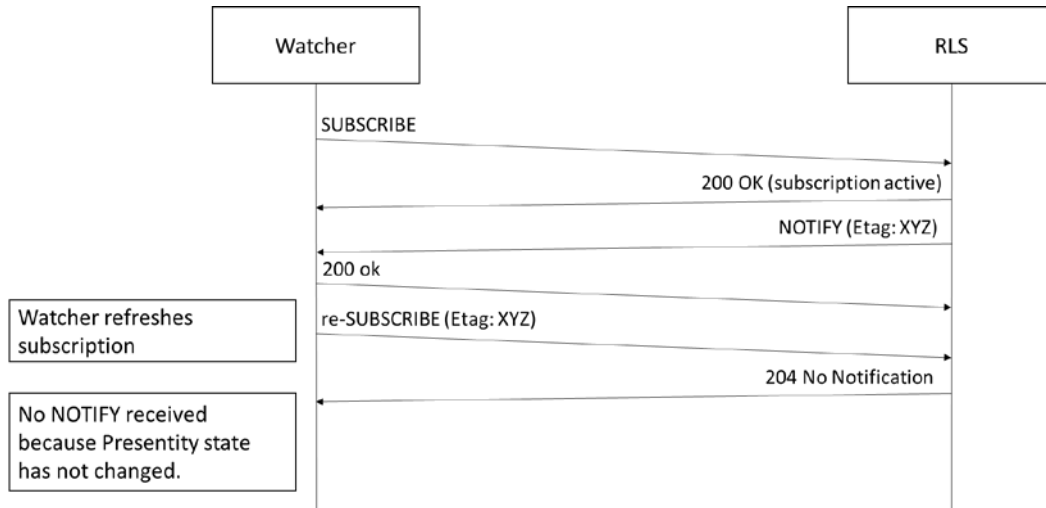 Watcher
RLS
SUBSCRIBE
200 OK (subscription active)
NOTIFY (Etag: XYZ)
200 ok
Watcher refreshes
subscription
re-SUBSCRIBE (Etag: XYZ)
204 No Notification
No NOTIFY received
because Presentity state
has not changed.